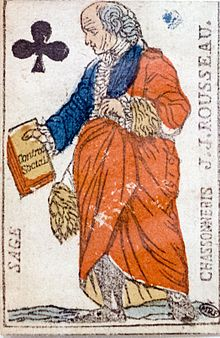 Contrat
Social
SAGE
CHASSONNERIS
J. J. ROUSSEAU.